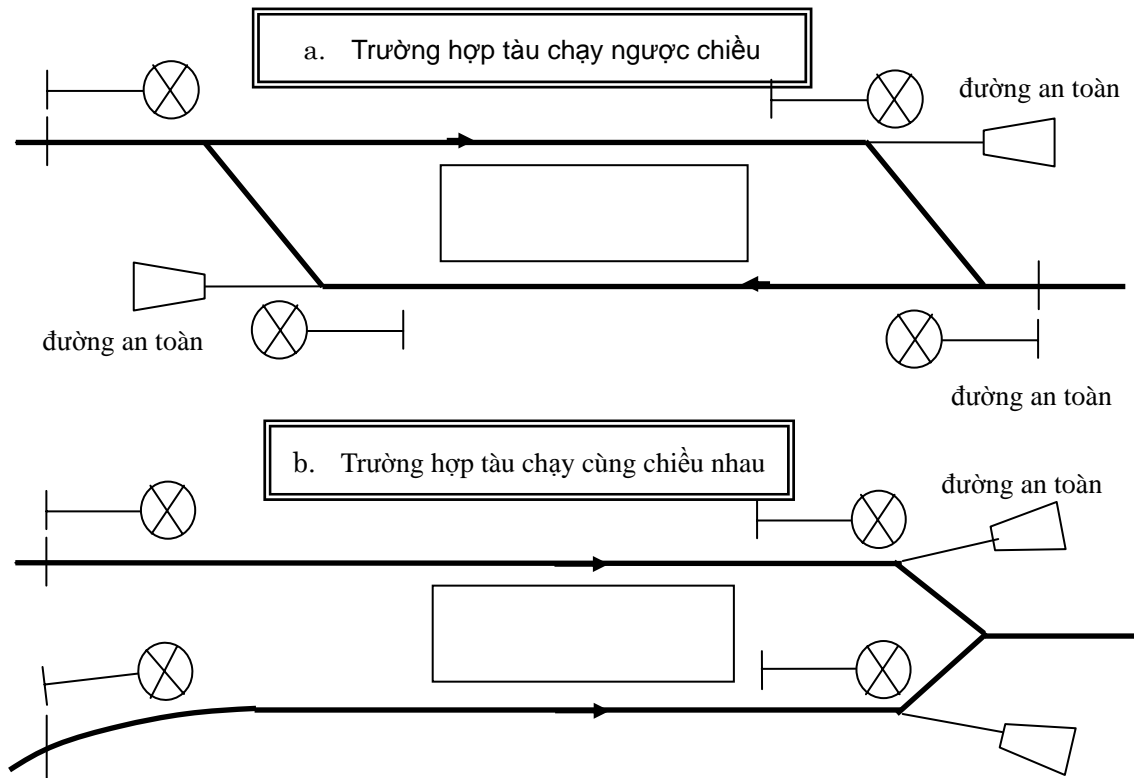 a. Trường hợp tàu chạy ngược chiều
đường an toàn
đường an toàn
đường an toàn
b. Trường hợp tàu chạy cùng chiều nhau
đường an toàn